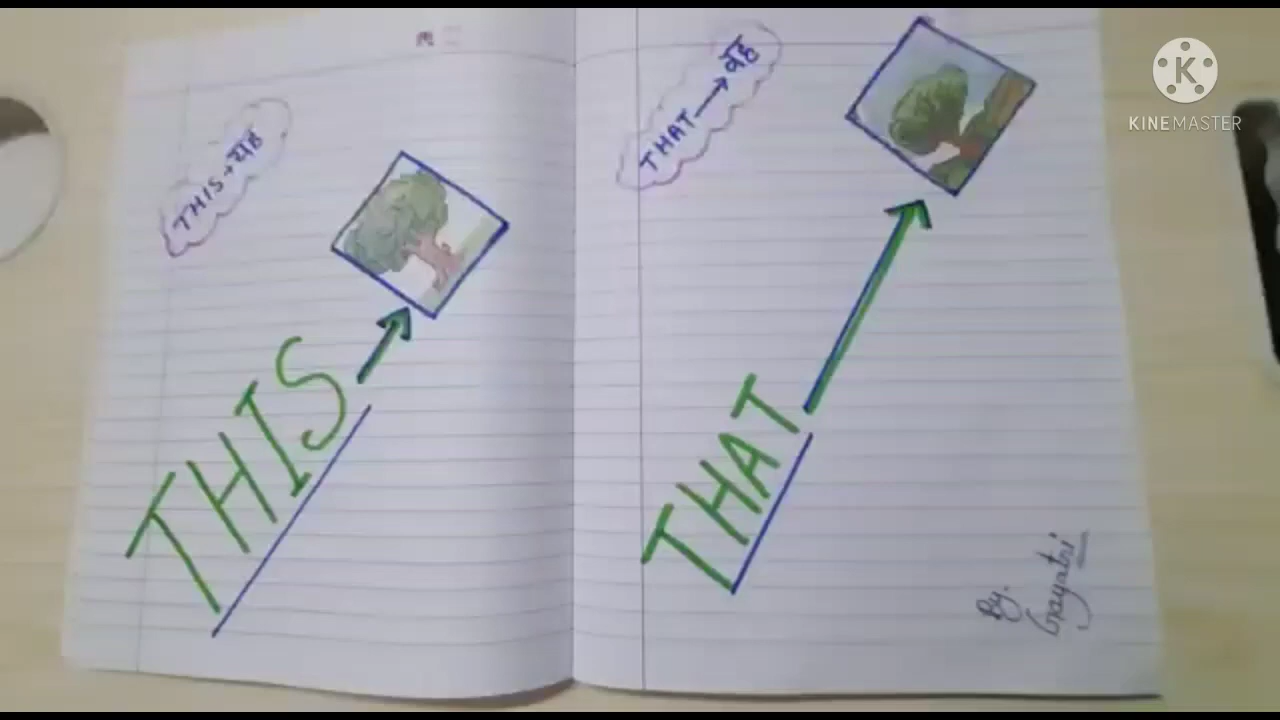 THIS→यह
THIS
THAT→वह
THAT
By.
Gayatri
KINEMASTER